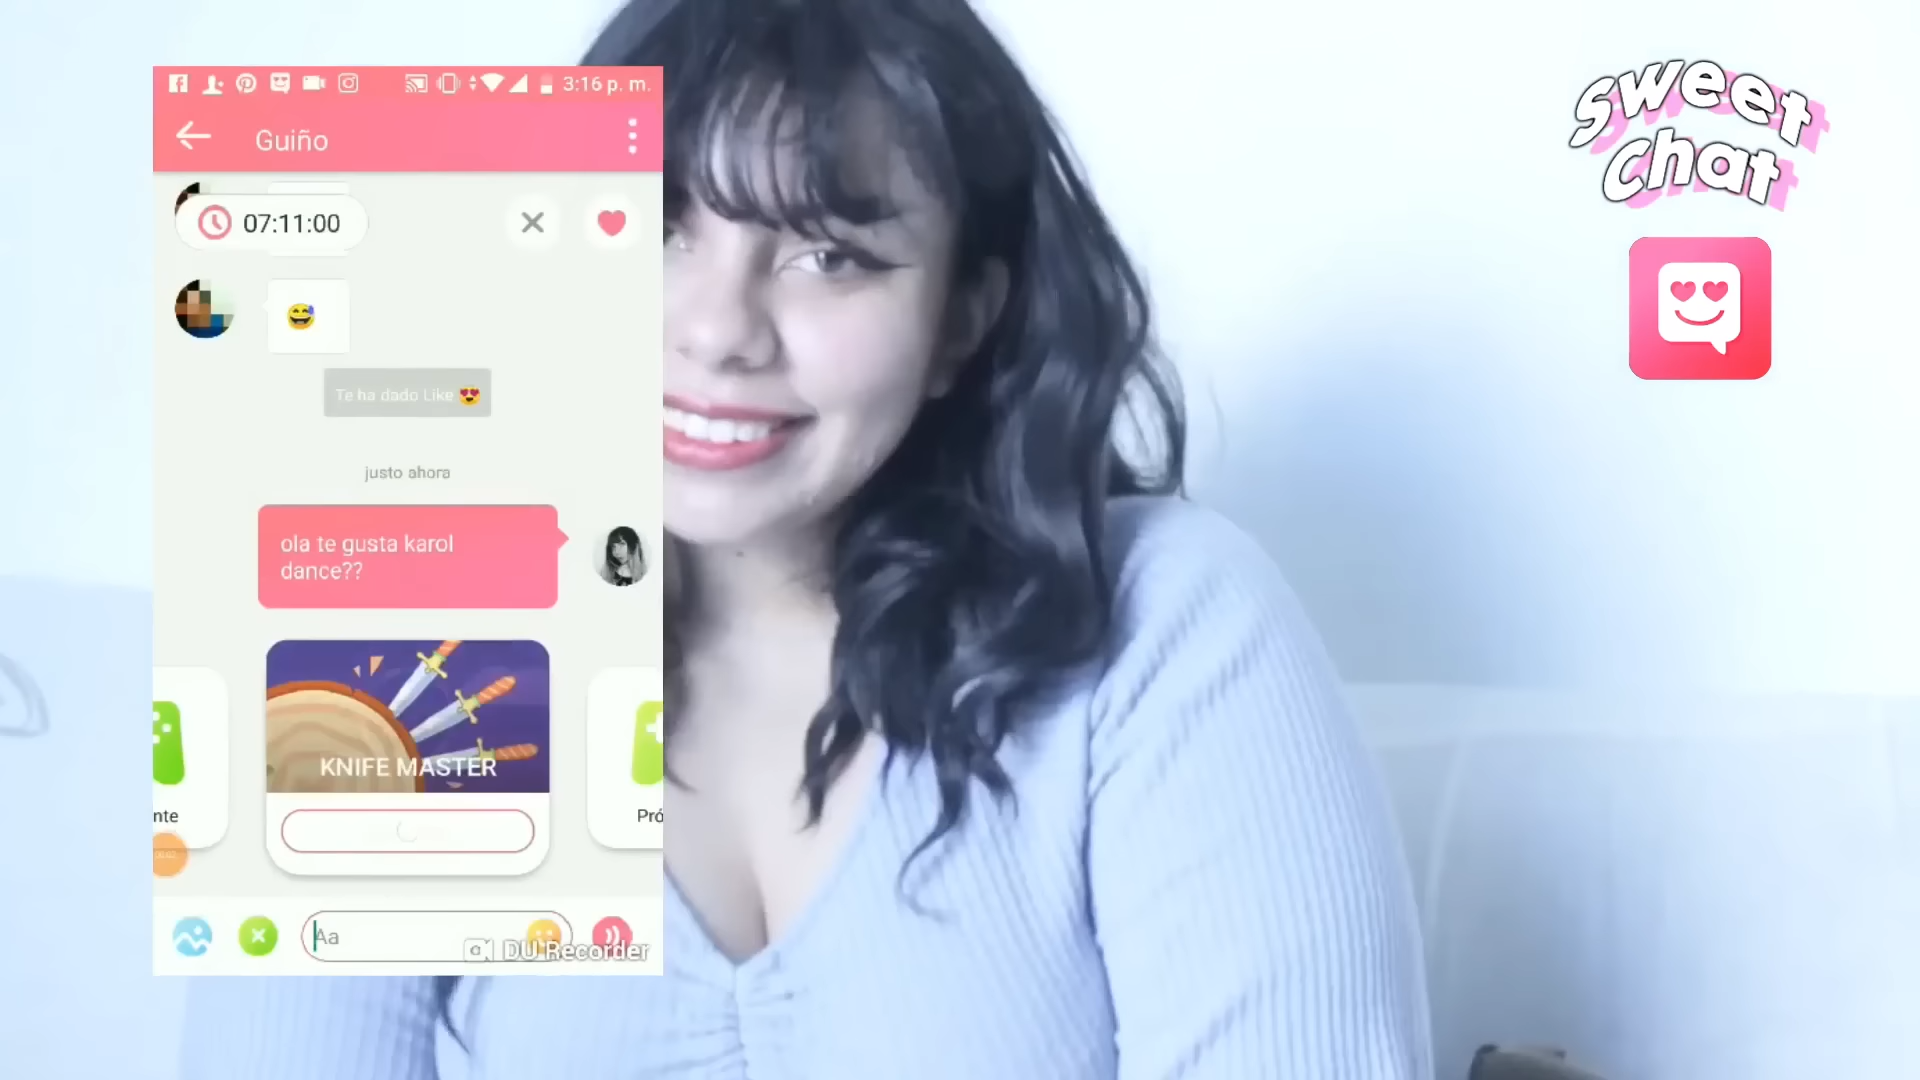 3:16 p. m.
Guiño
07:11:00
Te ha dado Like
justo ahora
ola te gusta karol
dance??
KNIFE MASTER
nte
Pró
Aa
DU Recorder
sweet
chat